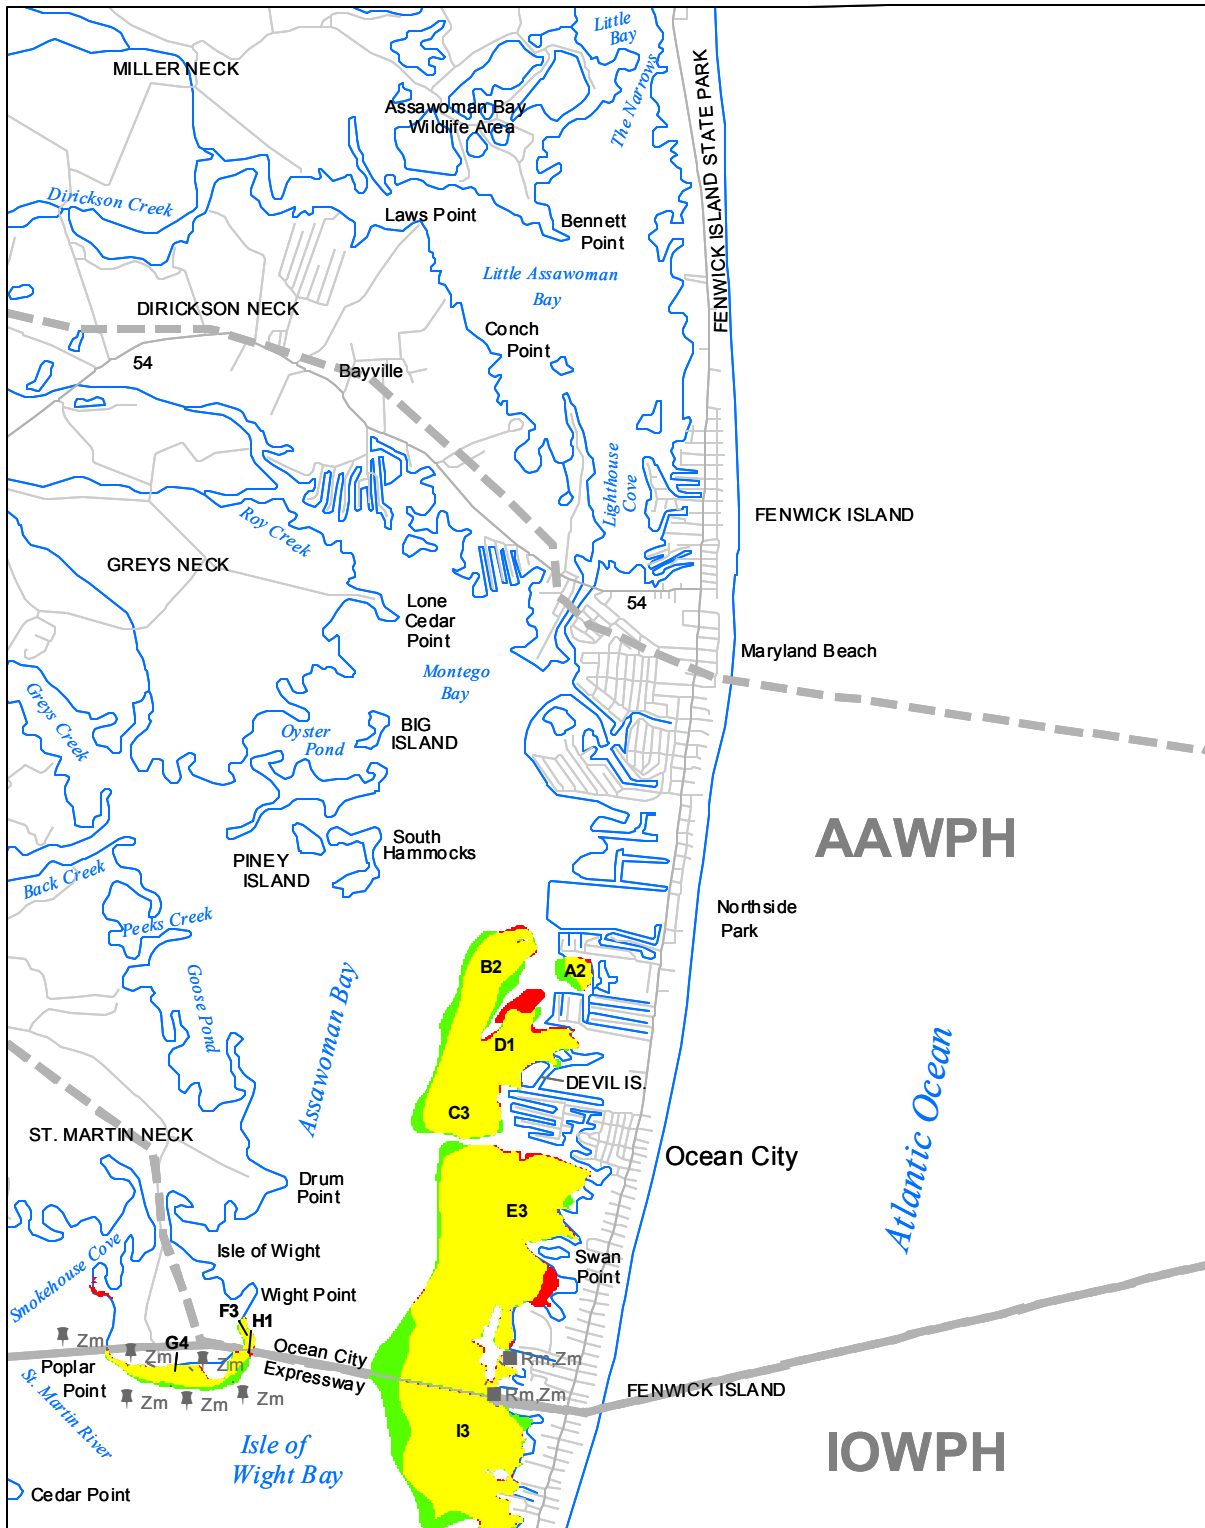 Little
Bay
MILLER NECK
The Narrows
FENWICK ISLAND STATE PARK
Assawoman Bay
Wildlife Area
Dirickson Creek
Laws Point
Bennett
Point
Little Assawoman
Bay
DIRICKSON NECK
Conch
Point
54
Bayville
Lighthouse
Cove
Roy Creek
FENWICK ISLAND
GREYS NECK
Lone
Cedar
Point
54
Maryland Beach
Montego
Bay
Greys Creek
Oyster
Pond
BIG
ISLAND
AAWPH
South
Hammocks
PINEY
ISLAND
Back Creek
Peeks Creek
Northside
Park
B2
A2
Goose Pond
Assawoman Bay
D1
DEVIL IS.
C3
ST. MARTIN NECK
Ocean City
Atlantic Ocean
Drum
Point
E3
Isle of Wight
Swan
Point
Smokehouse Cove
Wight Point
F3
H1
G4
Zm
Zm
Zm
Ocean City
Expressway
Rm,Zm
Poplar
Point
Rm,Zm
FENWICK ISLAND
Zm
Zm
Zm
St. Martin River
I3
Isle of
Wight Bay
IOWPH
Cedar Point